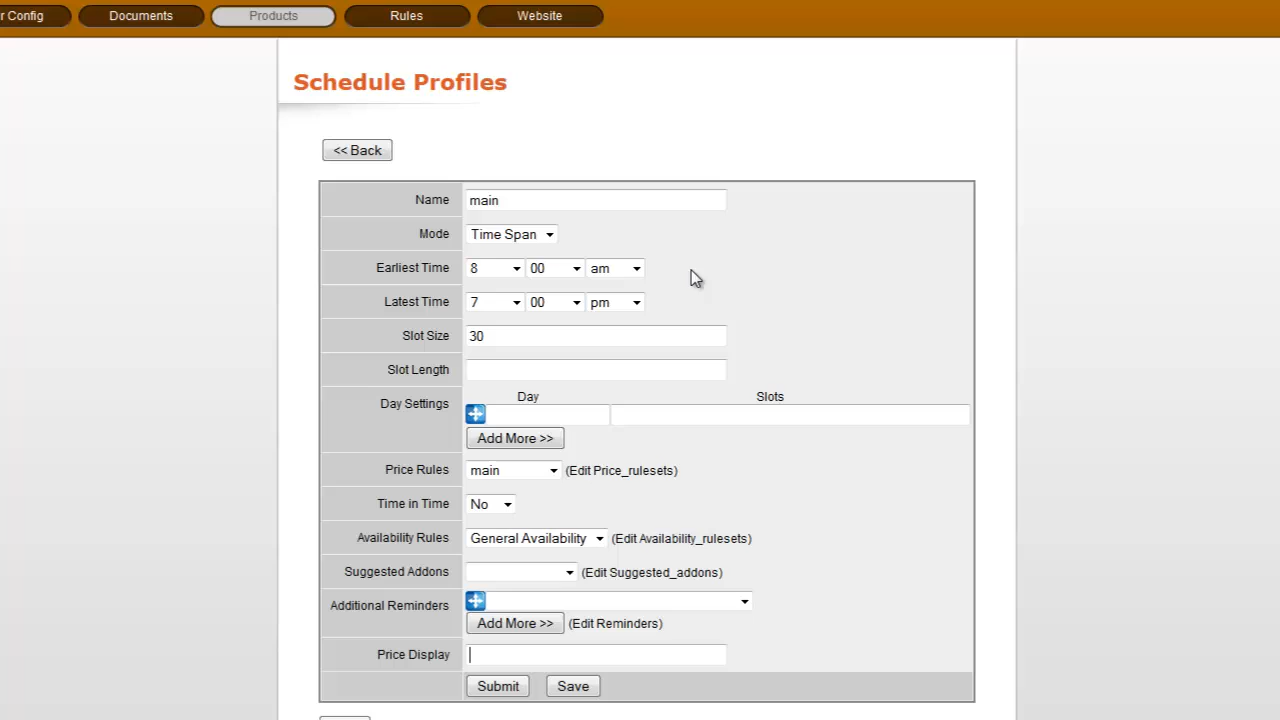 r Config Documents Products Rules Website
Schedule Profiles
<< Back
Name main
Mode Time Span
Earliest Time 8 00 am
Latest Time 7 00 pm
Slot Size 30
Slot Length
Day Slots
Day Settings
Add More >>
Price Rules main (Edit Price_rulesets)
Time in Time No
Availability Rules General Availability (Edit Availability_rulesets)
Suggested Addons (Edit Suggested_addons)
Additional Reminders
Add More >> (Edit Reminders)
Price Display
Submit Save